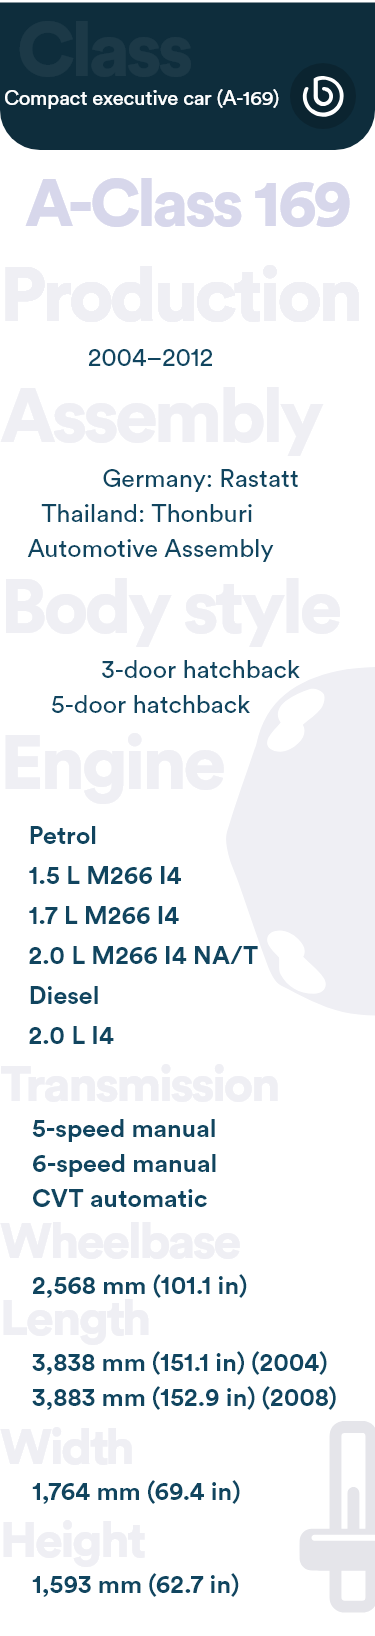 Class
Compact executive car (A-169)
A-Class 169
Production
2004–2012
Assembly
Germany: Rastatt
Thailand: Thonburi
Automotive Assembly
Body style
3-door hatchback
5-door hatchback
Engine
Petrol
1.5 L M266 I4
1.7 L M266 I4
2.0 L M266 I4 NA/T
Diesel
2.0 L I4
Transmission
5-speed manual
6-speed manual
CVT automatic
Wheelbase
2,568 mm (101.1 in)
Length
3,838 mm (151.1 in) (2004)
3,883 mm (152.9 in) (2008)
Width
1,764 mm (69.4 in)
Height
1,593 mm (62.7 in)